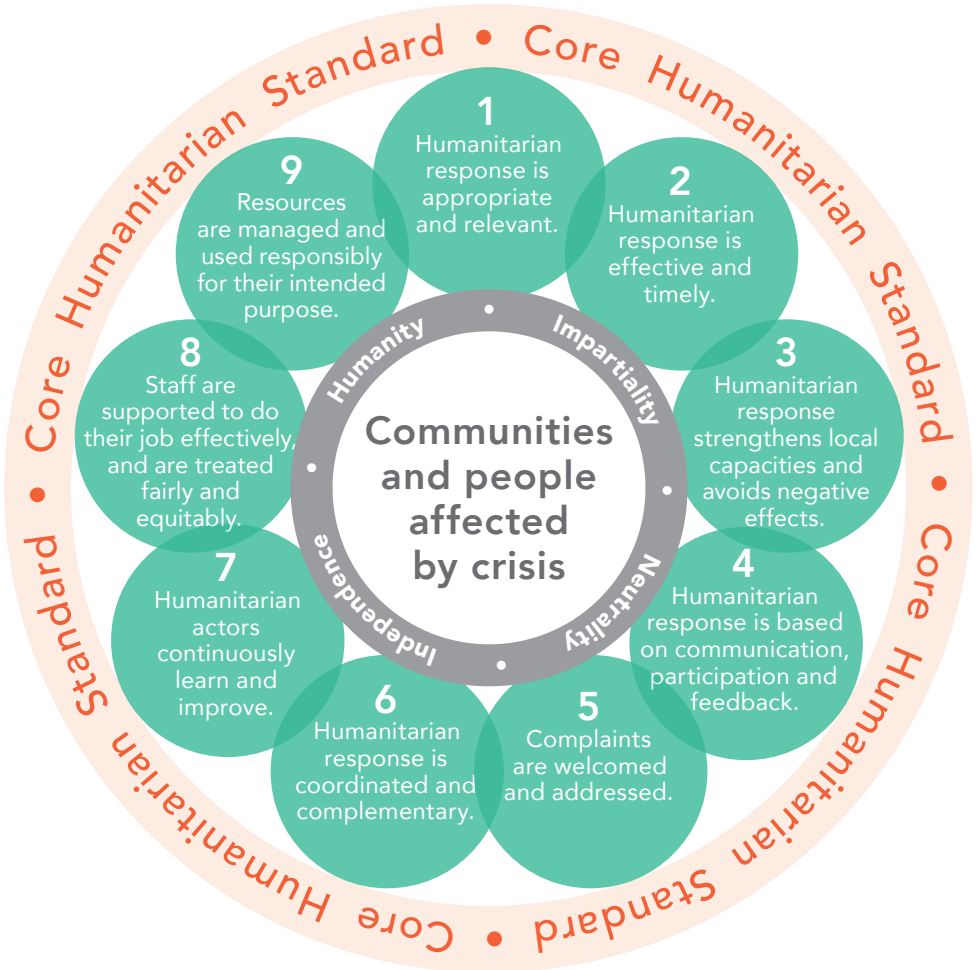 Core Humanitarian Standard • Core Humanitarian Standard • Core Humanitarian Standard • Core Humanitarian Standard •
1
Humanitarian
response is
appropriate
and relevant.
2
Humanitarian
response is
effective and
timely.
3
Humanitarian
response
strengthens local
capacities and
avoids negative
effects.
4
Humanitarian
response is based
on communication,
participation and
feedback.
5
Complaints
are welcomed
and addressed.
6
Humanitarian
response is
coordinated and
complementary.
7
Humanitarian
actors
continuously
learn and
improve.
8
Staff are
supported to do
their job effectively,
and are treated
fairly and
equitably.
9
Resources
are managed and
used responsibly
for their intended
purpose.
Humanity • Impartiality • Neutrality • Independence •
Communities
and people
affected
by crisis